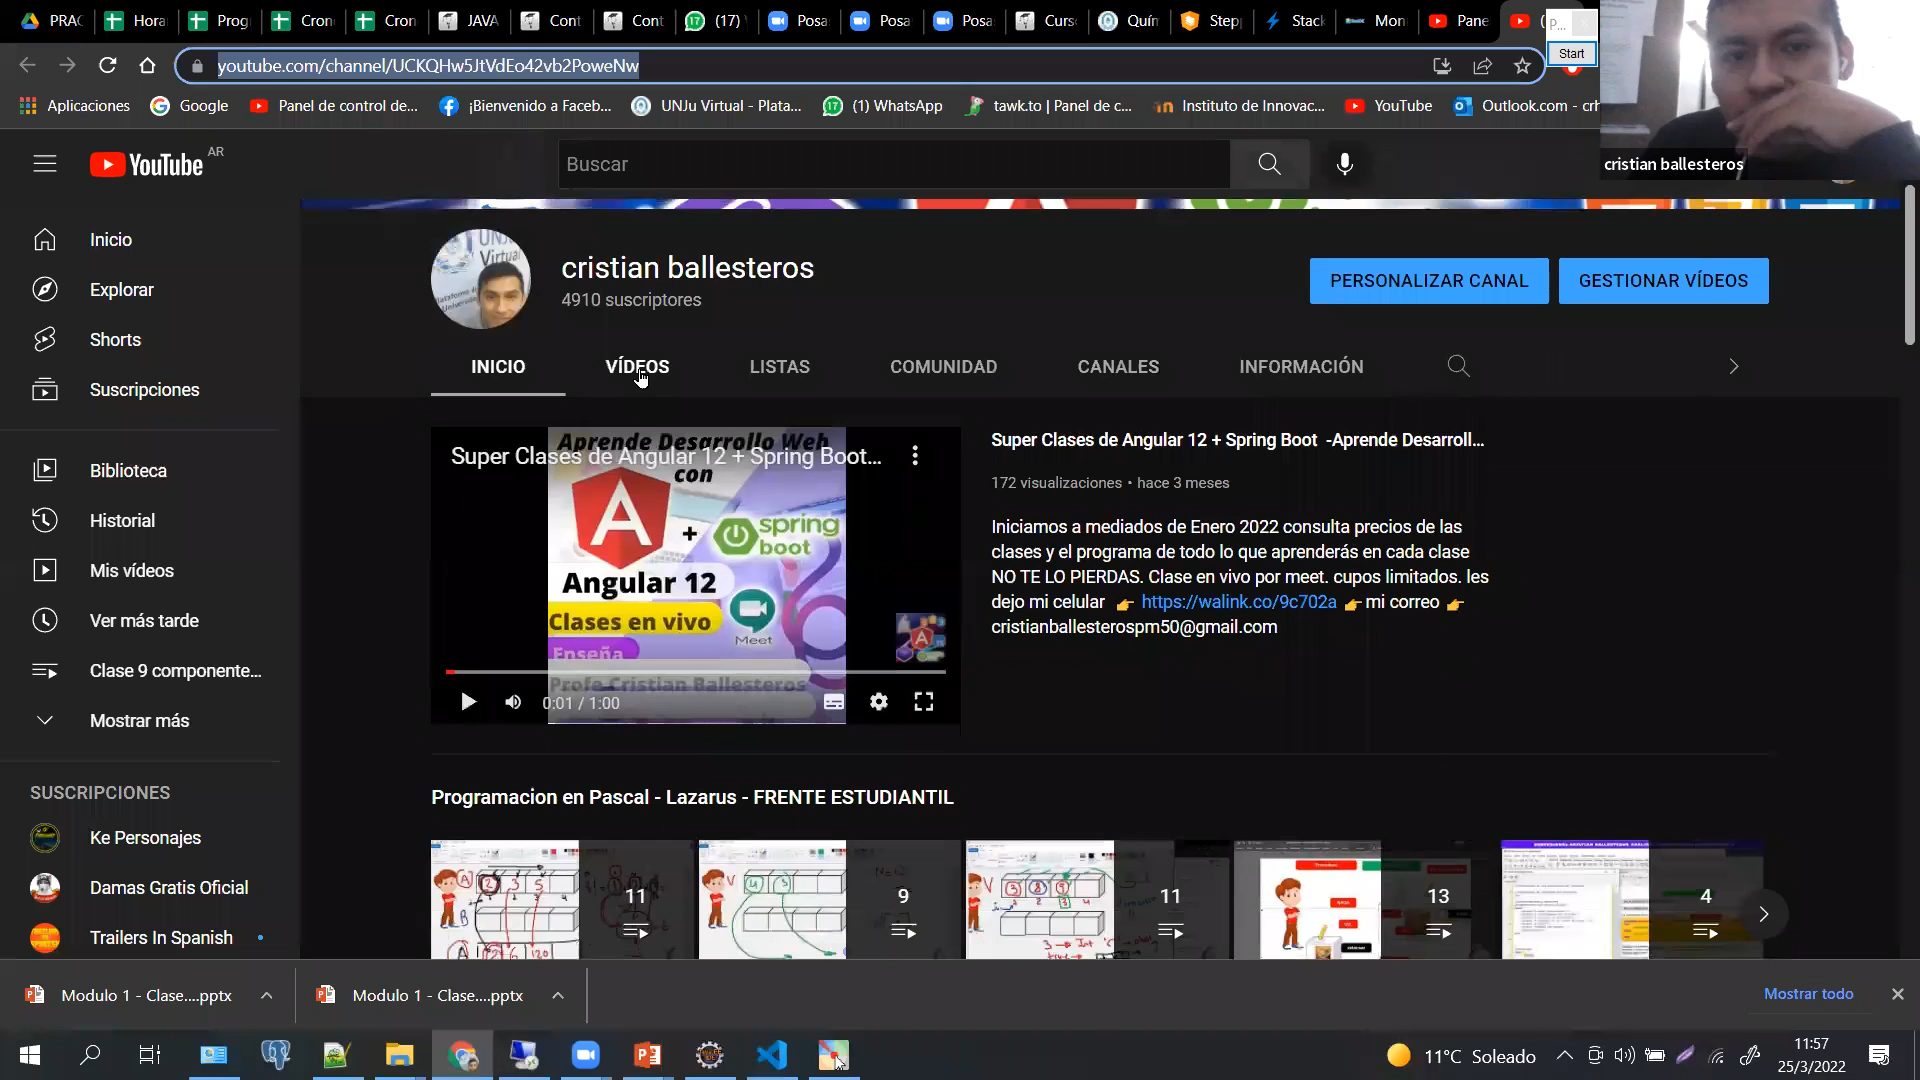 PRAC
Hora
Prog
Cron
Cron
JAVA
Cont
Cont
(17)
Posa
Posa
Posa
Curs
Quín
Step
Stack
Mon
Pane
P...
Start
youtube.com/channel/UCKQHw5JtVdEo42vb2PoweNw
Aplicaciones
Google
Panel de control de...
¡Bienvenido a Faceb...
UNJu Virtual - Plata...
(1) WhatsApp
tawk.to | Panel de c...
Instituto de Innovac...
YouTube
Outlook.com - crh
cristian ballesteros
YouTube AR
Buscar
Inicio
Explorar
Shorts
Suscripciones
Biblioteca
Historial
Mis vídeos
Ver más tarde
Clase 9 componente...
Mostrar más
SUSCRIPCIONES
Ke Personajes
Damas Gratis Oficial
Trailers In Spanish
UNJu
Virtual
cristian ballesteros
4910 suscriptores
PERSONALIZAR CANAL
GESTIONAR VÍDEOS
INICIO
VÍDEOS
LISTAS
COMUNIDAD
CANALES
INFORMACIÓN
Aprende Desarrollo Web
Super Clases de Angular 12 + Spring Boot...
con
A
+
spring
boot
Angular 12
Clases en vivo
Meet
Enseña
Profe Cristian Ballesteros
0:01 / 1:00
Super Clases de Angular 12 + Spring Boot -Aprende Desarroll...
172 visualizaciones • hace 3 meses
Iniciamos a mediados de Enero 2022 consulta precios de las
clases y el programa de todo lo que aprenderás en cada clase
NO TE LO PIERDAS. Clase en vivo por meet. cupos limitados. les
dejo mi celular 👉 https://walink.co/9c702a 👉 mi correo 👉
cristianballesterospm50@gmail.com
Programacion en Pascal - Lazarus - FRENTE ESTUDIANTIL
11
9
11
13
4
Modulo 1 - Clase....pptx
Modulo 1 - Clase....pptx
Mostrar todo
11°C Soleado
11:57
25/3/2022